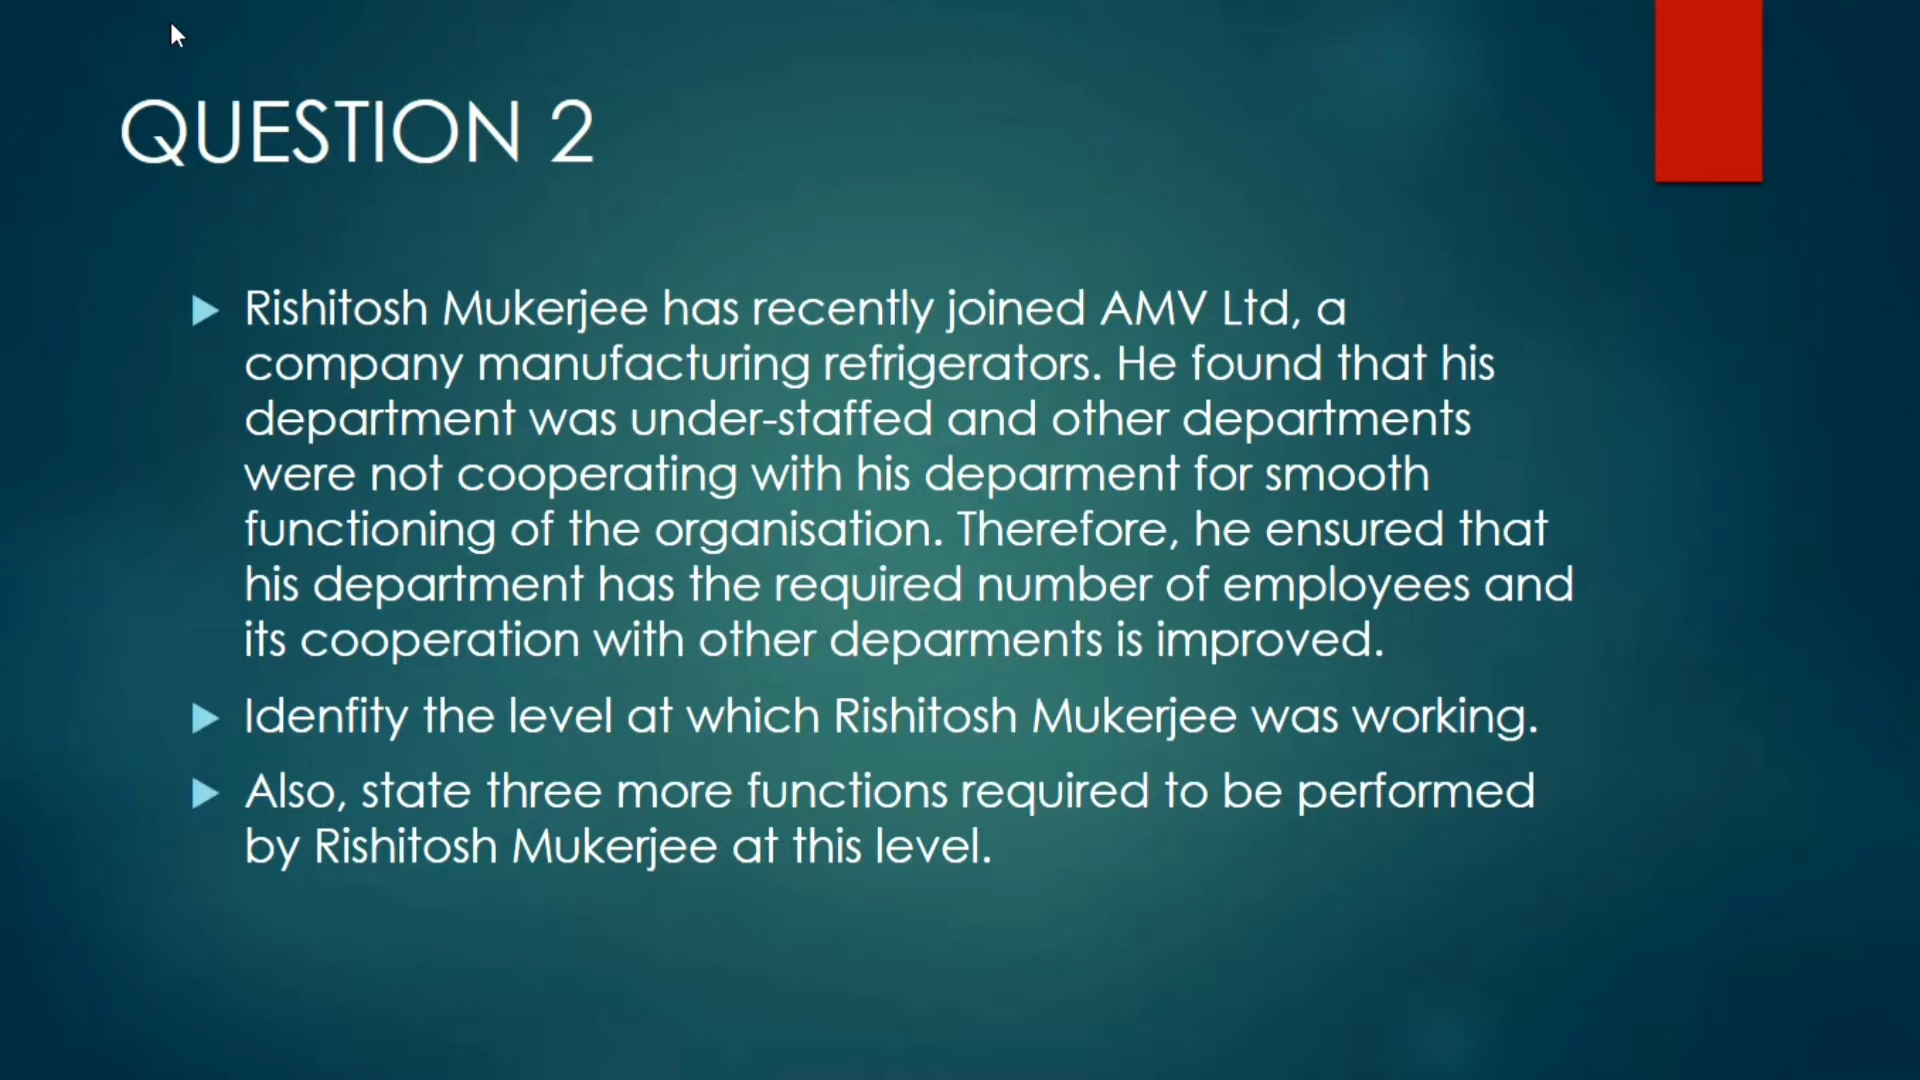 QUESTION 2
Rishitosh Mukerjee has recently joined AMV Ltd, a
company manufacturing refrigerators. He found that his
department was under-staffed and other departments
were not cooperating with his deparment for smooth
functioning of the organisation. Therefore, he ensured that
his department has the required number of employees and
its cooperation with other deparments is improved.
Idenfity the level at which Rishitosh Mukerjee was working.
Also, state three more functions required to be performed
by Rishitosh Mukerjee at this level.